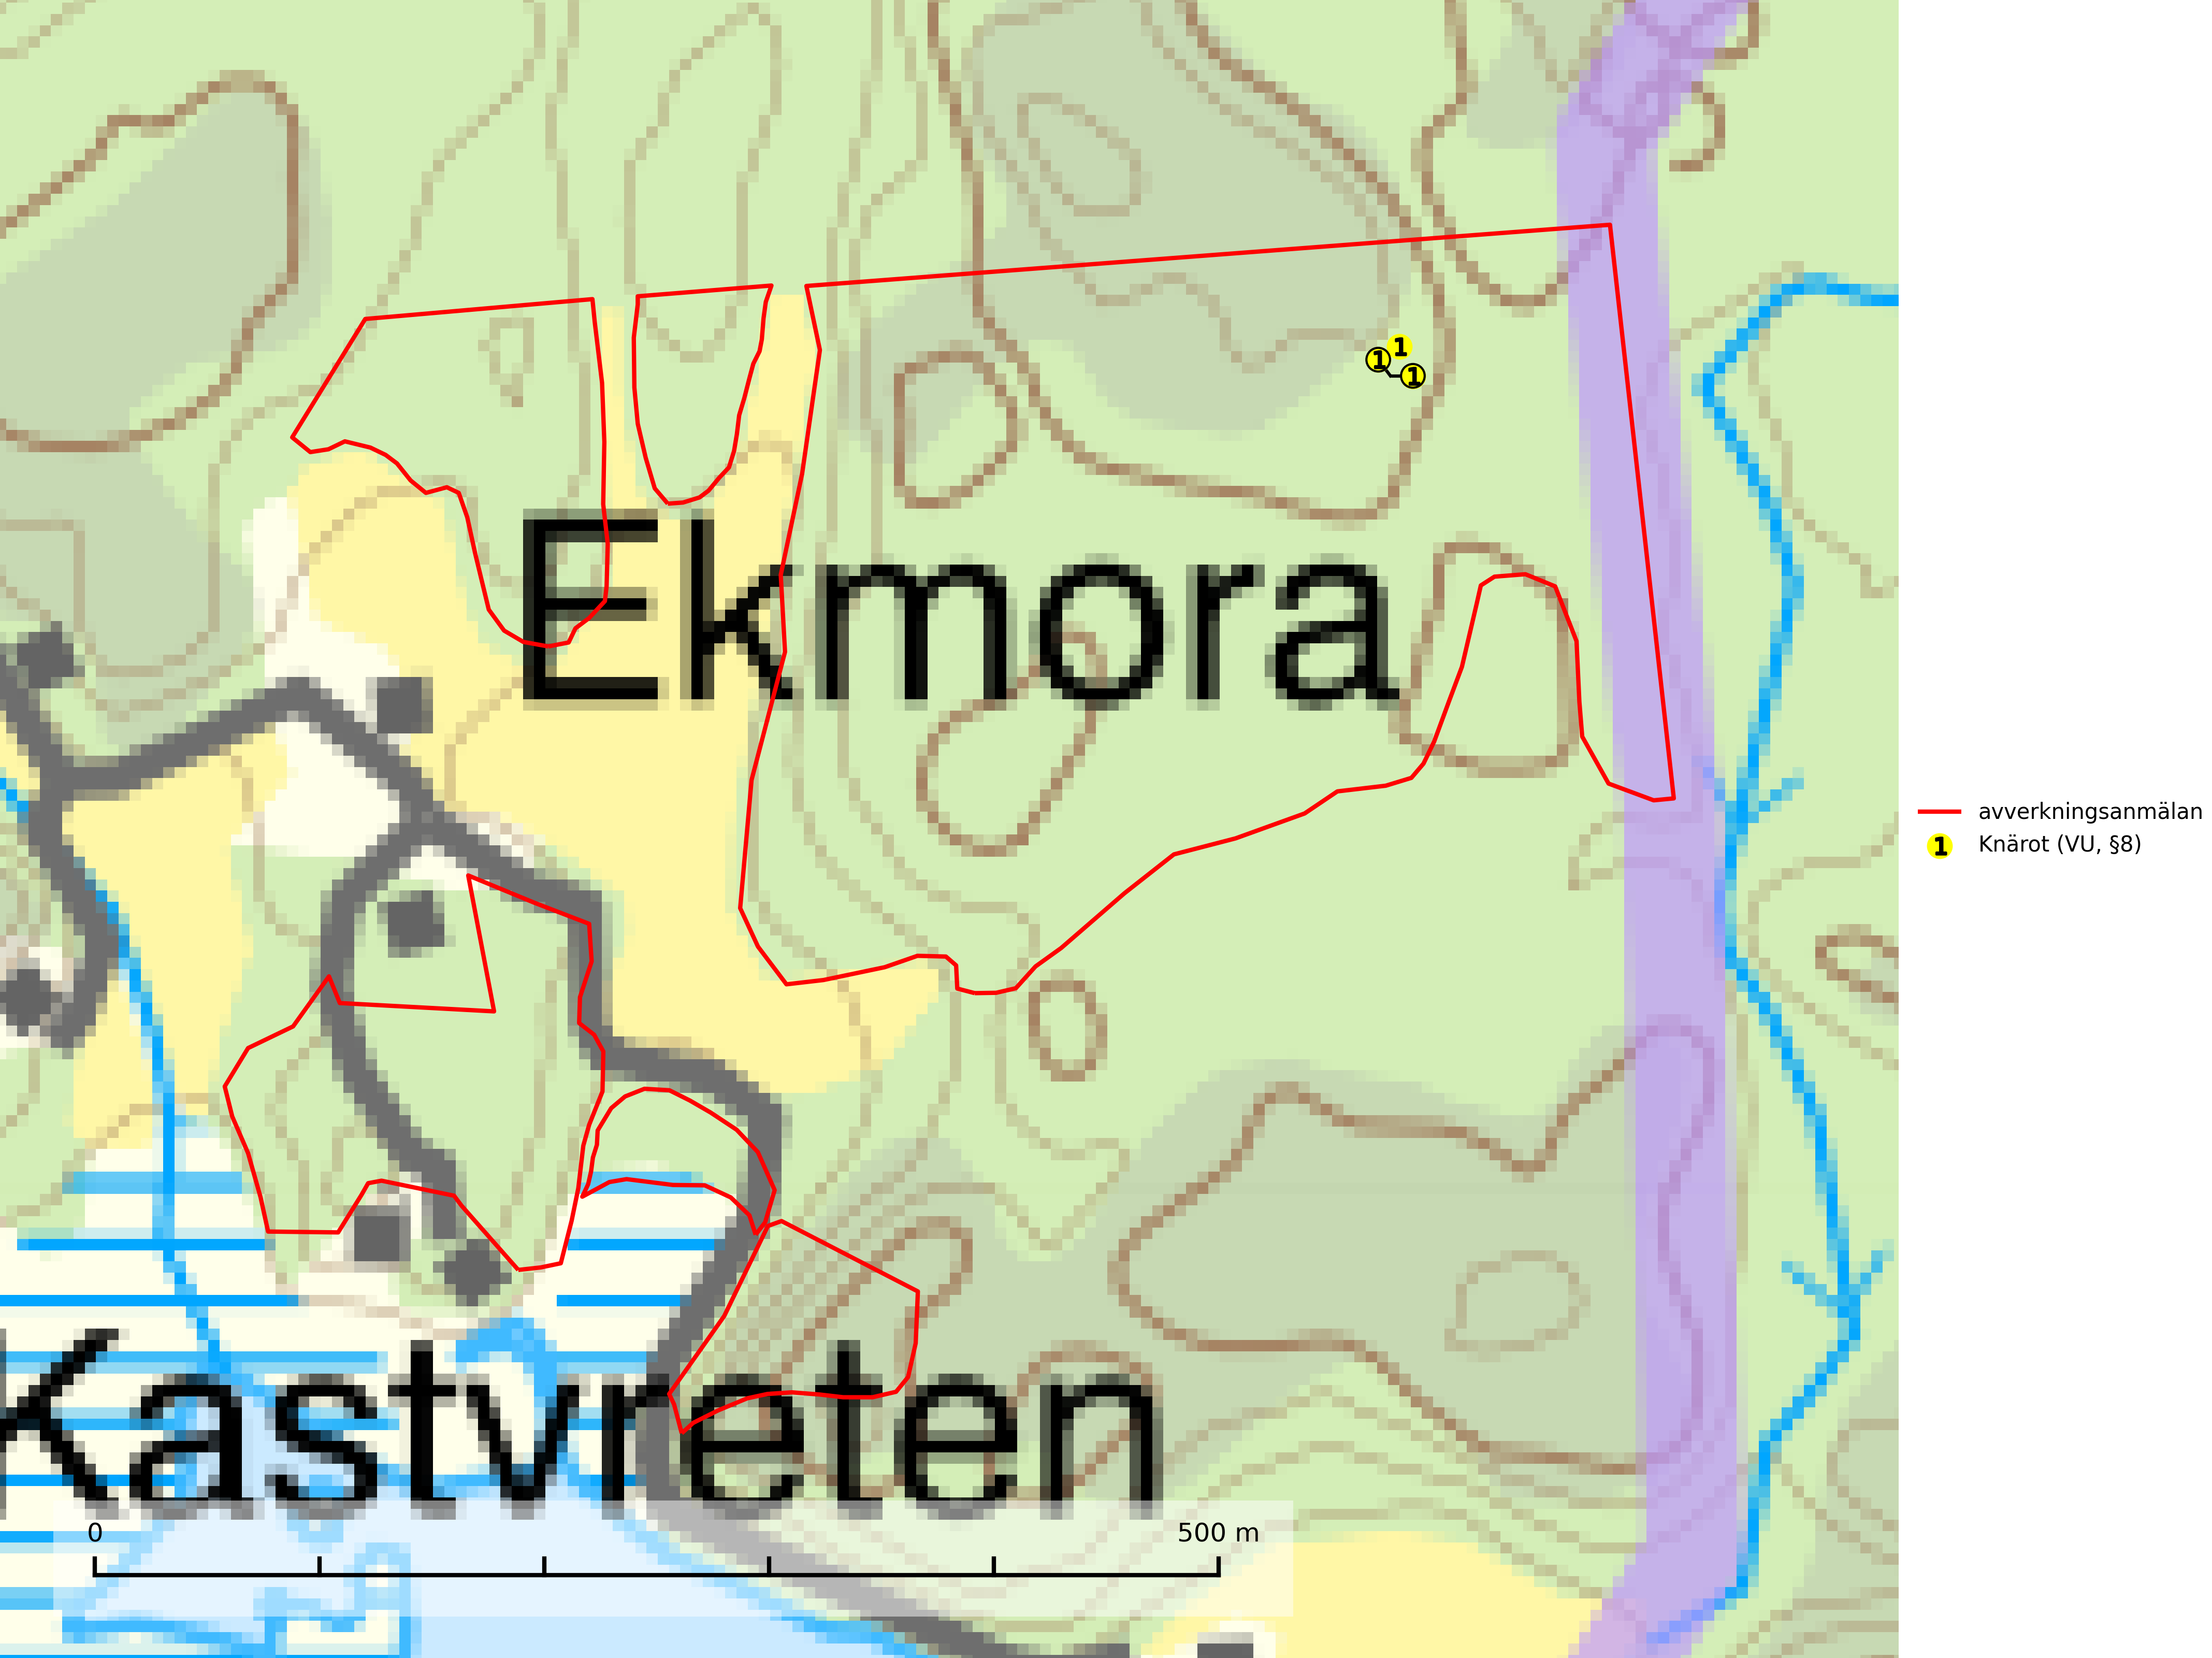 1
1
1
Ekmora
avverkningsanmälan
1 Knärot (VU, §8)
Kastvreten
0 500 m